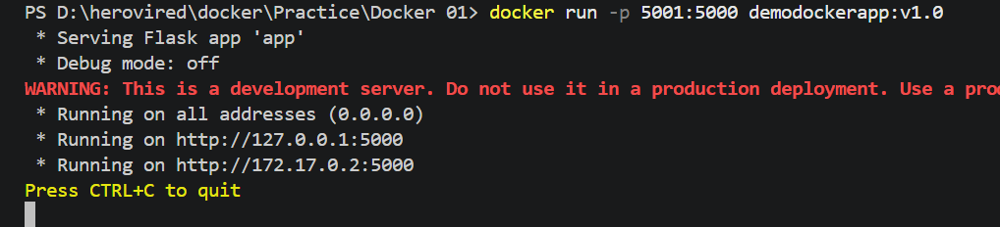 PS D:\herovired\docker\Practice\Docker 01> docker run -p 5001:5000 demodockerapp:v1.0
* Serving Flask app 'app'
* Debug mode: off
WARNING: This is a development server. Do not use it in a production deployment. Use a pro
* Running on all addresses (0.0.0.0)
* Running on http://127.0.0.1:5000
* Running on http://172.17.0.2:5000
Press CTRL+C to quit